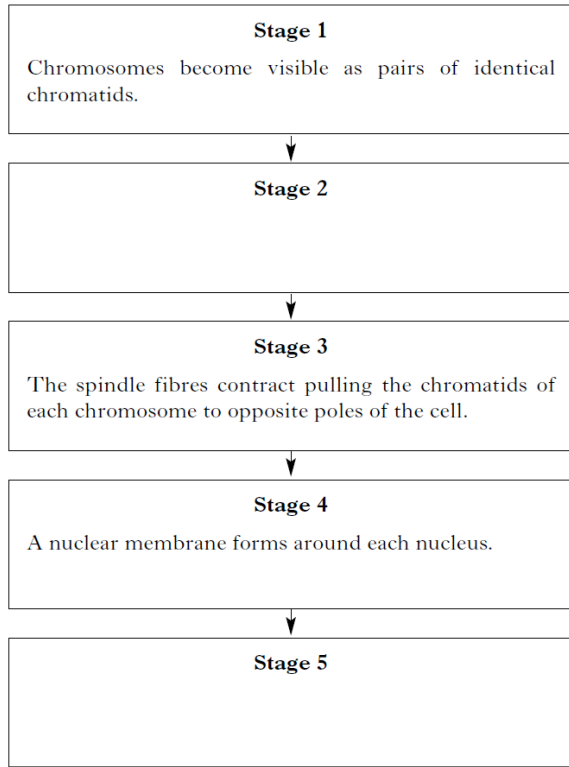 Stage 1
Chromosomes become visible as pairs of identical
chromatids.
Stage 2
Stage 3
The spindle fibres contract pulling the chromatids of
each chromosome to opposite poles of the cell.
Stage 4
A nuclear membrane forms around each nucleus.
Stage 5